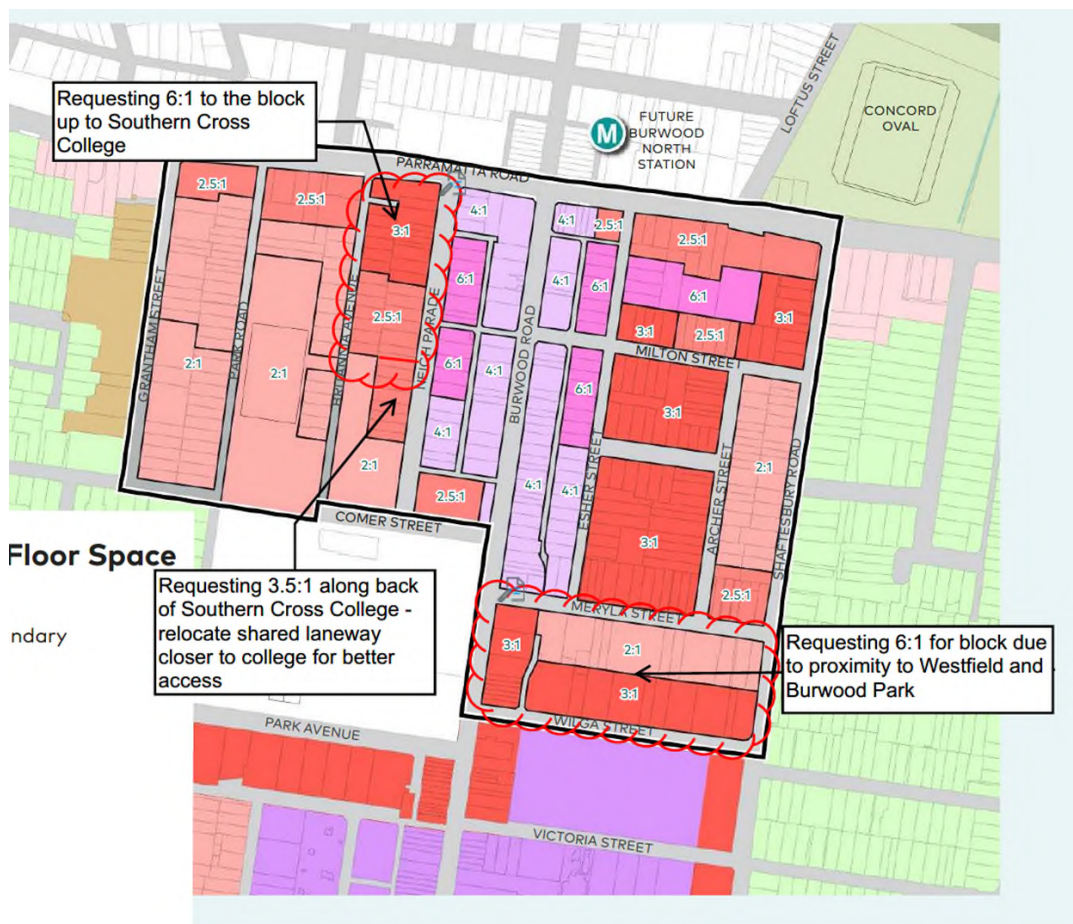 Requesting 6:1 to the block
up to Southern Cross
College
LOFTUS STREET
CONCORD
OVAL
M
FUTURE
BURWOOD
NORTH
STATION
PARRAMATTA ROAD
2.5:1
2.5:1
3:1
4:1
4:1
2.5:1
2.5:1
6:1
4:1
6:1
6:1
3:1
2.5:1
3:1
2.5:1
GRANTHAM STREET
PARK ROAD
BRITANNIA AVENUE
NEICH PARADE
BURWOOD ROAD
MILTON STREET
2:1
2:1
6:1
4:1
6:1
3:1
4:1
2:1
2:1
2.5:1
4:1
4:1
ESHER STREET
ARCHER STREET
SHAFTESBURY ROAD
3:1
COMER STREET
2.5:1
Floor Space
ndary
Requesting 3.5:1 along back
of Southern Cross College -
relocate shared laneway
closer to college for better
access
MERYLA STREET
3:1
2:1
3:1
Requesting 6:1 for block due
to proximity to Westfield and
Burwood Park
WILGA STREET
PARK AVENUE
VICTORIA STREET